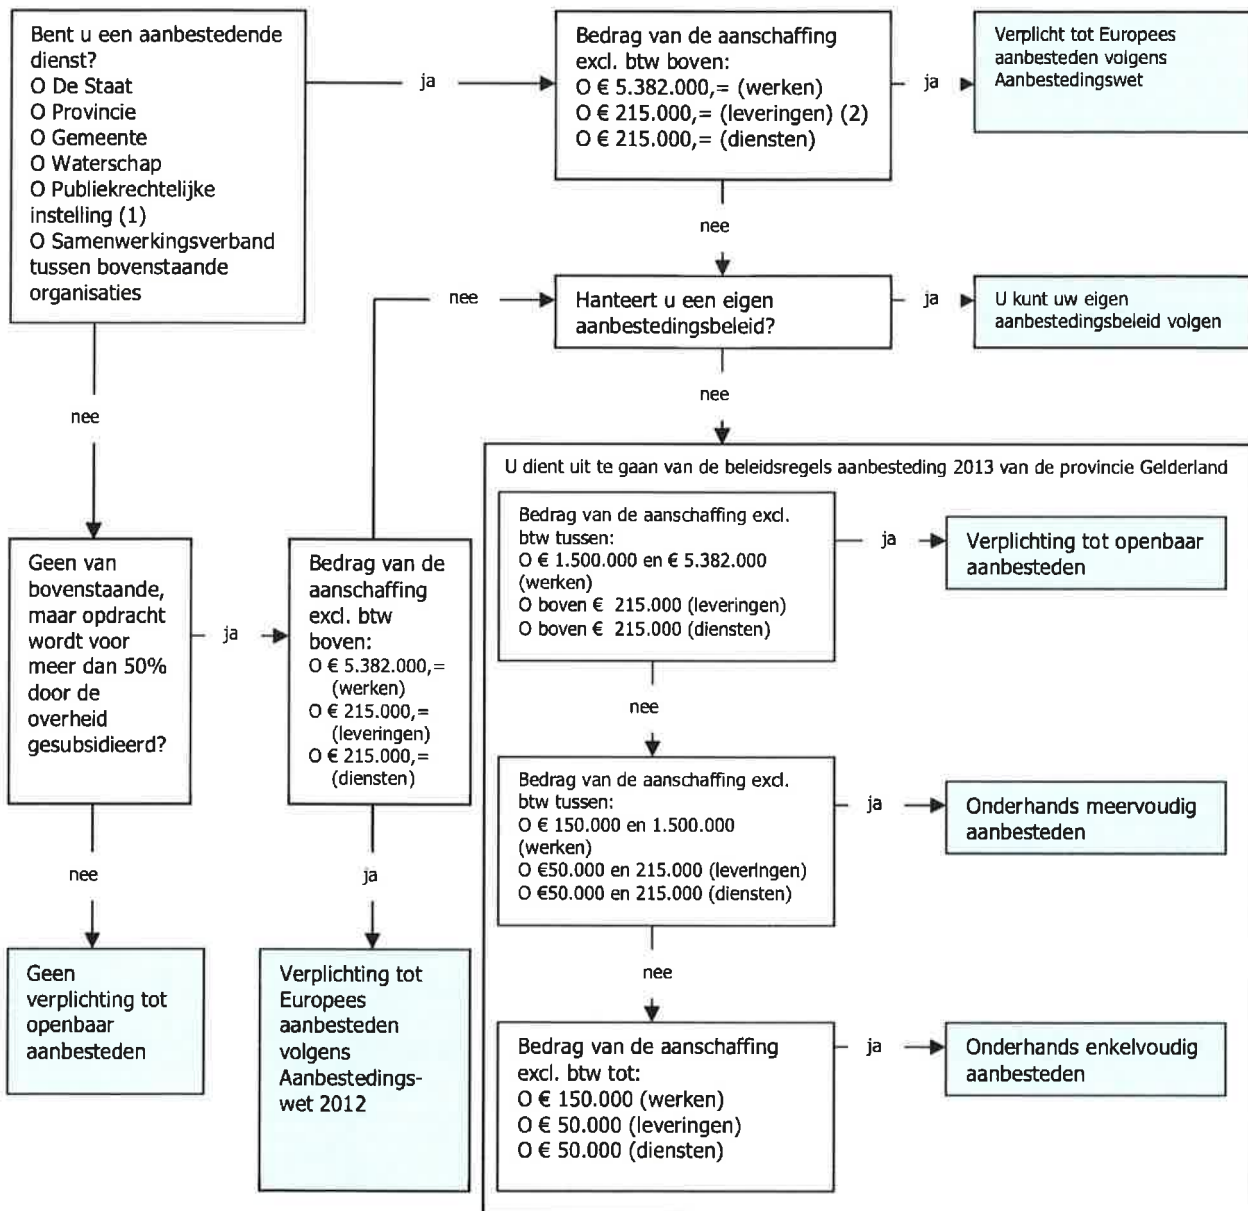 Bent u een aanbestedende
dienst?
O De Staat
O Provincie
O Gemeente
O Waterschap
O Publiekrechtelijke
instelling (1)
O Samenwerkingsverband
tussen bovenstaande
organisaties
ja
Bedrag van de aanschaffing
excl. btw boven:
O € 5.382.000,= (werken)
O € 215.000,= (leveringen) (2)
O € 215.000,= (diensten)
ja
Verplicht tot Europees
aanbesteden volgens
Aanbestedingswet
nee
nee
Hanteert u een eigen
aanbestedingsbeleid?
ja
U kunt uw eigen
aanbestedingsbeleid volgen
nee
nee
U dient uit te gaan van de beleidsregels aanbesteding 2013 van de provincie Gelderland
Geen van
bovenstaande,
maar opdracht
wordt voor
meer dan 50%
door de
overheid
gesubsidieerd?
ja
Bedrag van de
aanschaffing
excl. btw
boven:
O € 5.382.000,=
(werken)
O € 215.000,=
(leveringen)
O € 215.000,=
(diensten)
Bedrag van de aanschaffing excl.
btw tussen:
O € 1.500.000 en € 5.382.000
(werken)
O boven € 215.000 (leveringen)
O boven € 215.000 (diensten)
ja
Verplichting tot openbaar
aanbesteden
nee
Bedrag van de aanschaffing excl.
btw tussen:
O € 150.000 en 1.500.000
(werken)
O €50.000 en 215.000 (leveringen)
O €50.000 en 215.000 (diensten)
ja
Onderhands meervoudig
aanbesteden
nee
ja
nee
Geen
verplichting tot
openbaar
aanbesteden
Verplichting tot
Europees
aanbesteden
volgens
Aanbestedings-
wet 2012
Bedrag van de aanschaffing
excl. btw tot:
O € 150.000 (werken)
O € 50.000 (leveringen)
O € 50.000 (diensten)
ja
Onderhands enkelvoudig
aanbesteden